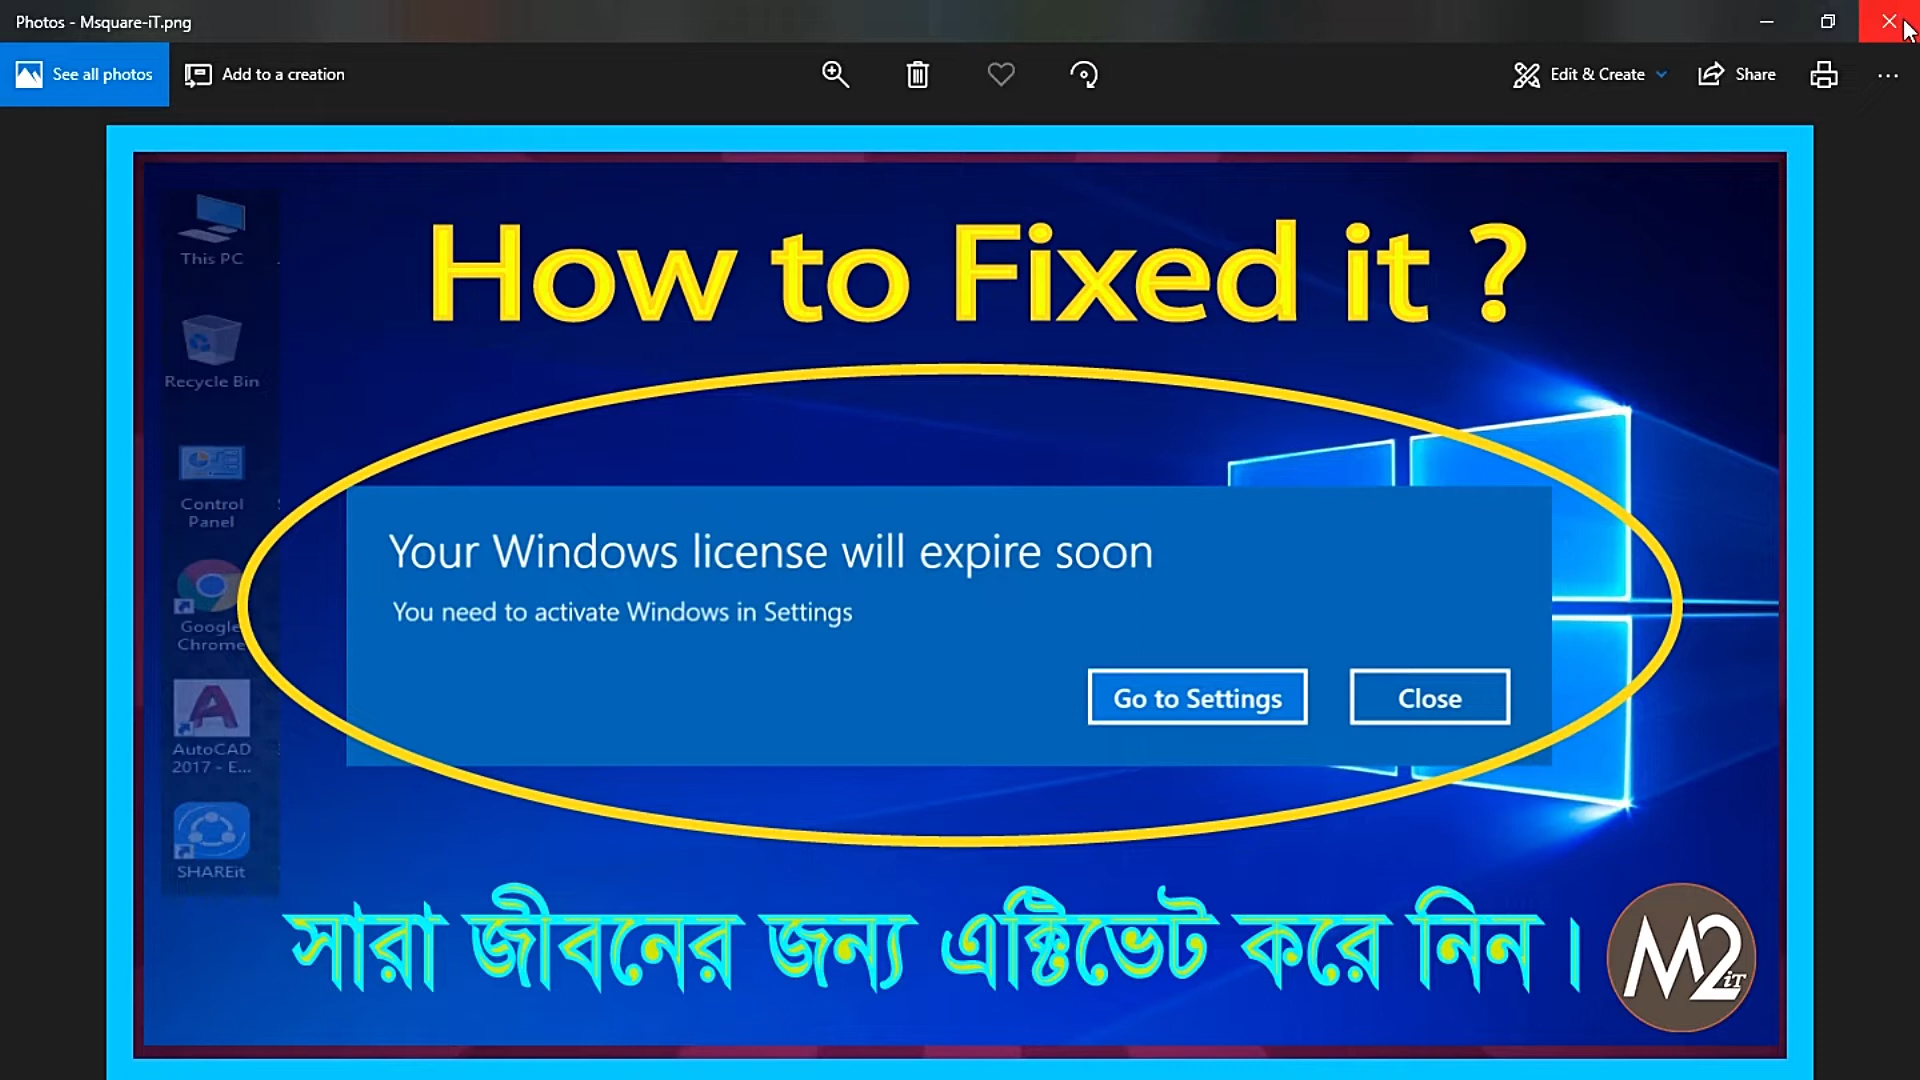 Photos - Msquare-iT.png
See all photos
Add to a creation
Edit & Create
Share
How to Fixed it ?
This PC
Recycle Bin
Control
Panel
Google
Chrome
AutoCAD
2017 - E...
SHAREit
Your Windows license will expire soon
You need to activate Windows in Settings
Go to Settings
Close
সারা জীবনের জন্য এক্টিভেট করে নিন।
M2
iT